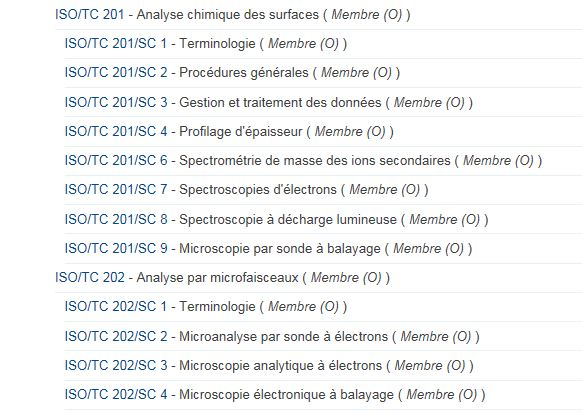 ISO/TC 201 - Analyse chimique des surfaces ( Membre (O) )
ISO/TC 201/SC 1 - Terminologie ( Membre (O) )
ISO/TC 201/SC 2 - Procédures générales ( Membre (O) )
ISO/TC 201/SC 3 - Gestion et traitement des données ( Membre (O) )
ISO/TC 201/SC 4 - Profilage d'épaisseur ( Membre (O) )
ISO/TC 201/SC 6 - Spectrométrie de masse des ions secondaires ( Membre (O) )
ISO/TC 201/SC 7 - Spectroscopies d'électrons ( Membre (O) )
ISO/TC 201/SC 8 - Spectroscopie à décharge lumineuse ( Membre (O) )
ISO/TC 201/SC 9 - Microscopie par sonde à balayage ( Membre (O) )
ISO/TC 202 - Analyse par microfaisceaux ( Membre (O) )
ISO/TC 202/SC 1 - Terminologie ( Membre (O) )
ISO/TC 202/SC 2 - Microanalyse par sonde à électrons ( Membre (O) )
ISO/TC 202/SC 3 - Microscopie analytique à électrons ( Membre (O) )
ISO/TC 202/SC 4 - Microscopie électronique à balayage ( Membre (O) )